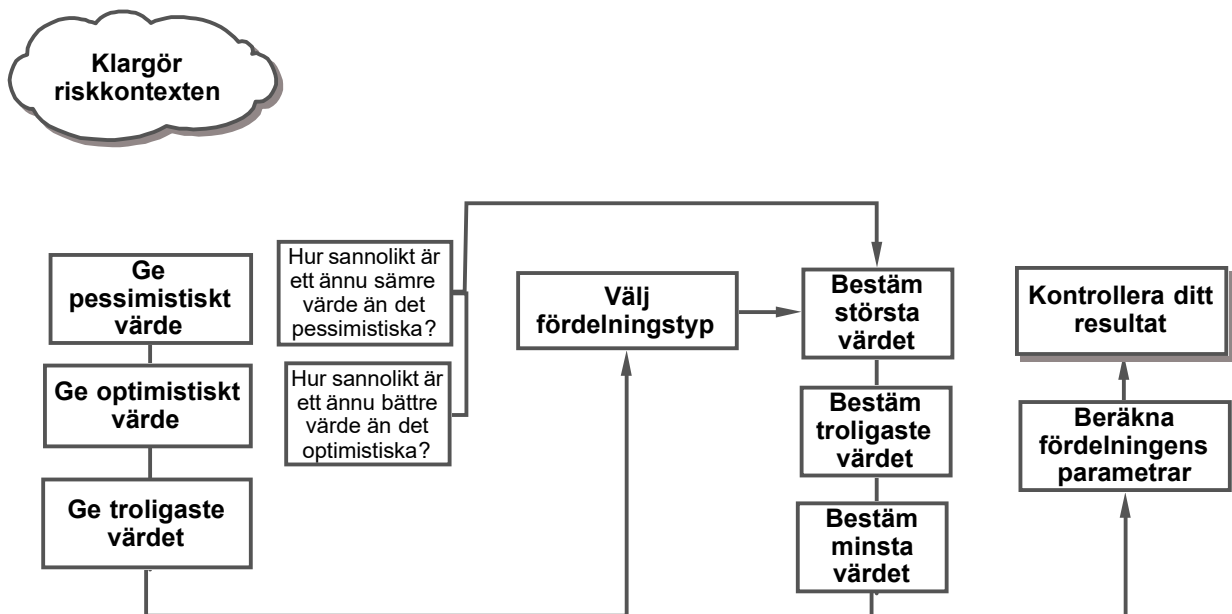 Klargör
riskkontexten
Ge
pessimistiskt
värde
Ge optimistiskt
värde
Ge troligaste
värdet
Hur sannolikt är
ett ännu sämre
värde än det
pessimistiska?
Hur sannolikt är
ett ännu bättre
värde än det
optimistiska?
Välj
fördelningstyp
Bestäm
största
värdet
Bestäm
troligaste
värdet
Bestäm
minsta
värdet
Kontrollera ditt
resultat
Beräkna
fördelningens
parametrar